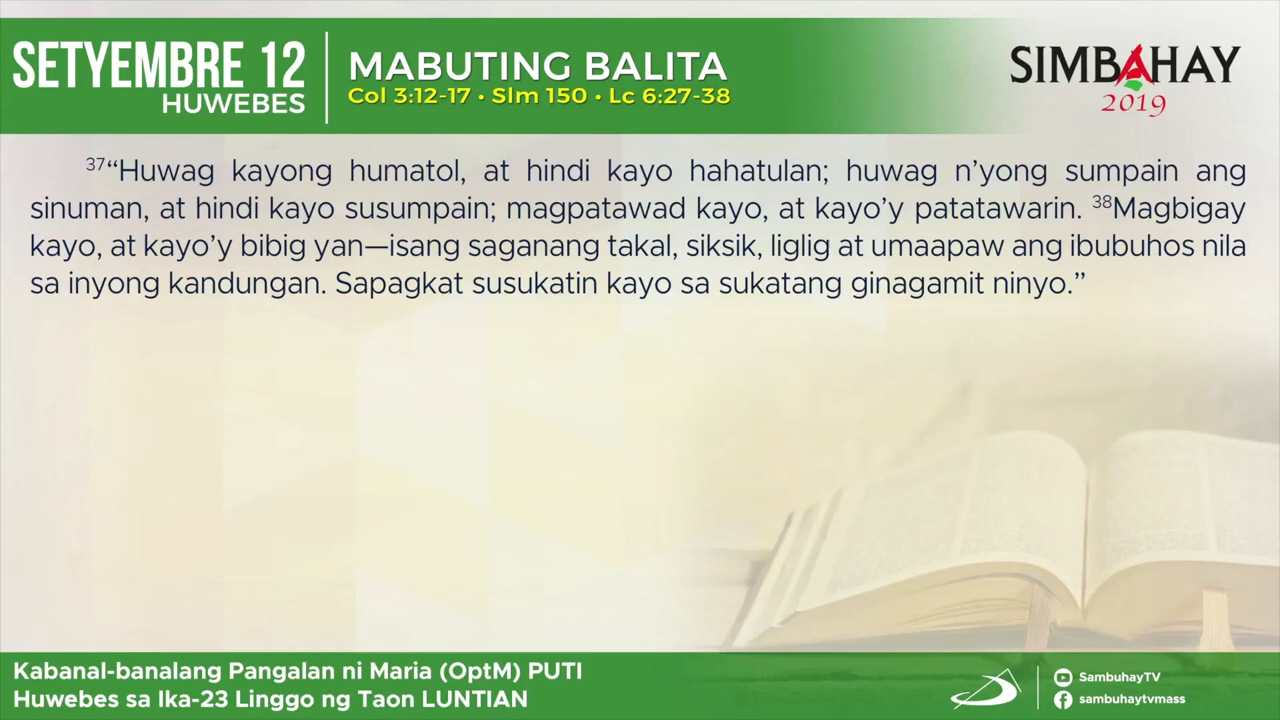 SETYEMBRE 12
HUWEBES
MABUTING BALITA
Col 3:12-17 • Slm 150 • Lc 6:27-38
SIMBAHAY
2019
37“Huwag kayong humatol, at hindi kayo hahatulan; huwag n’yong sumpain ang
sinuman, at hindi kayo susumpain; magpatawad kayo, at kayo’y patatawarin. 38Magbigay
kayo, at kayo’y bibig yan—isang saganang takal, siksik, liglig at umaapaw ang ibubuhos nila
sa inyong kandungan. Sapagkat susukatin kayo sa sukatang ginagamit ninyo.”
Kabanal-banalang Pangalan ni Maria (OptM) PUTI
Huwebes sa Ika-23 Linggo ng Taon LUNTIAN
SambuhayTV
sambuhaytvmass